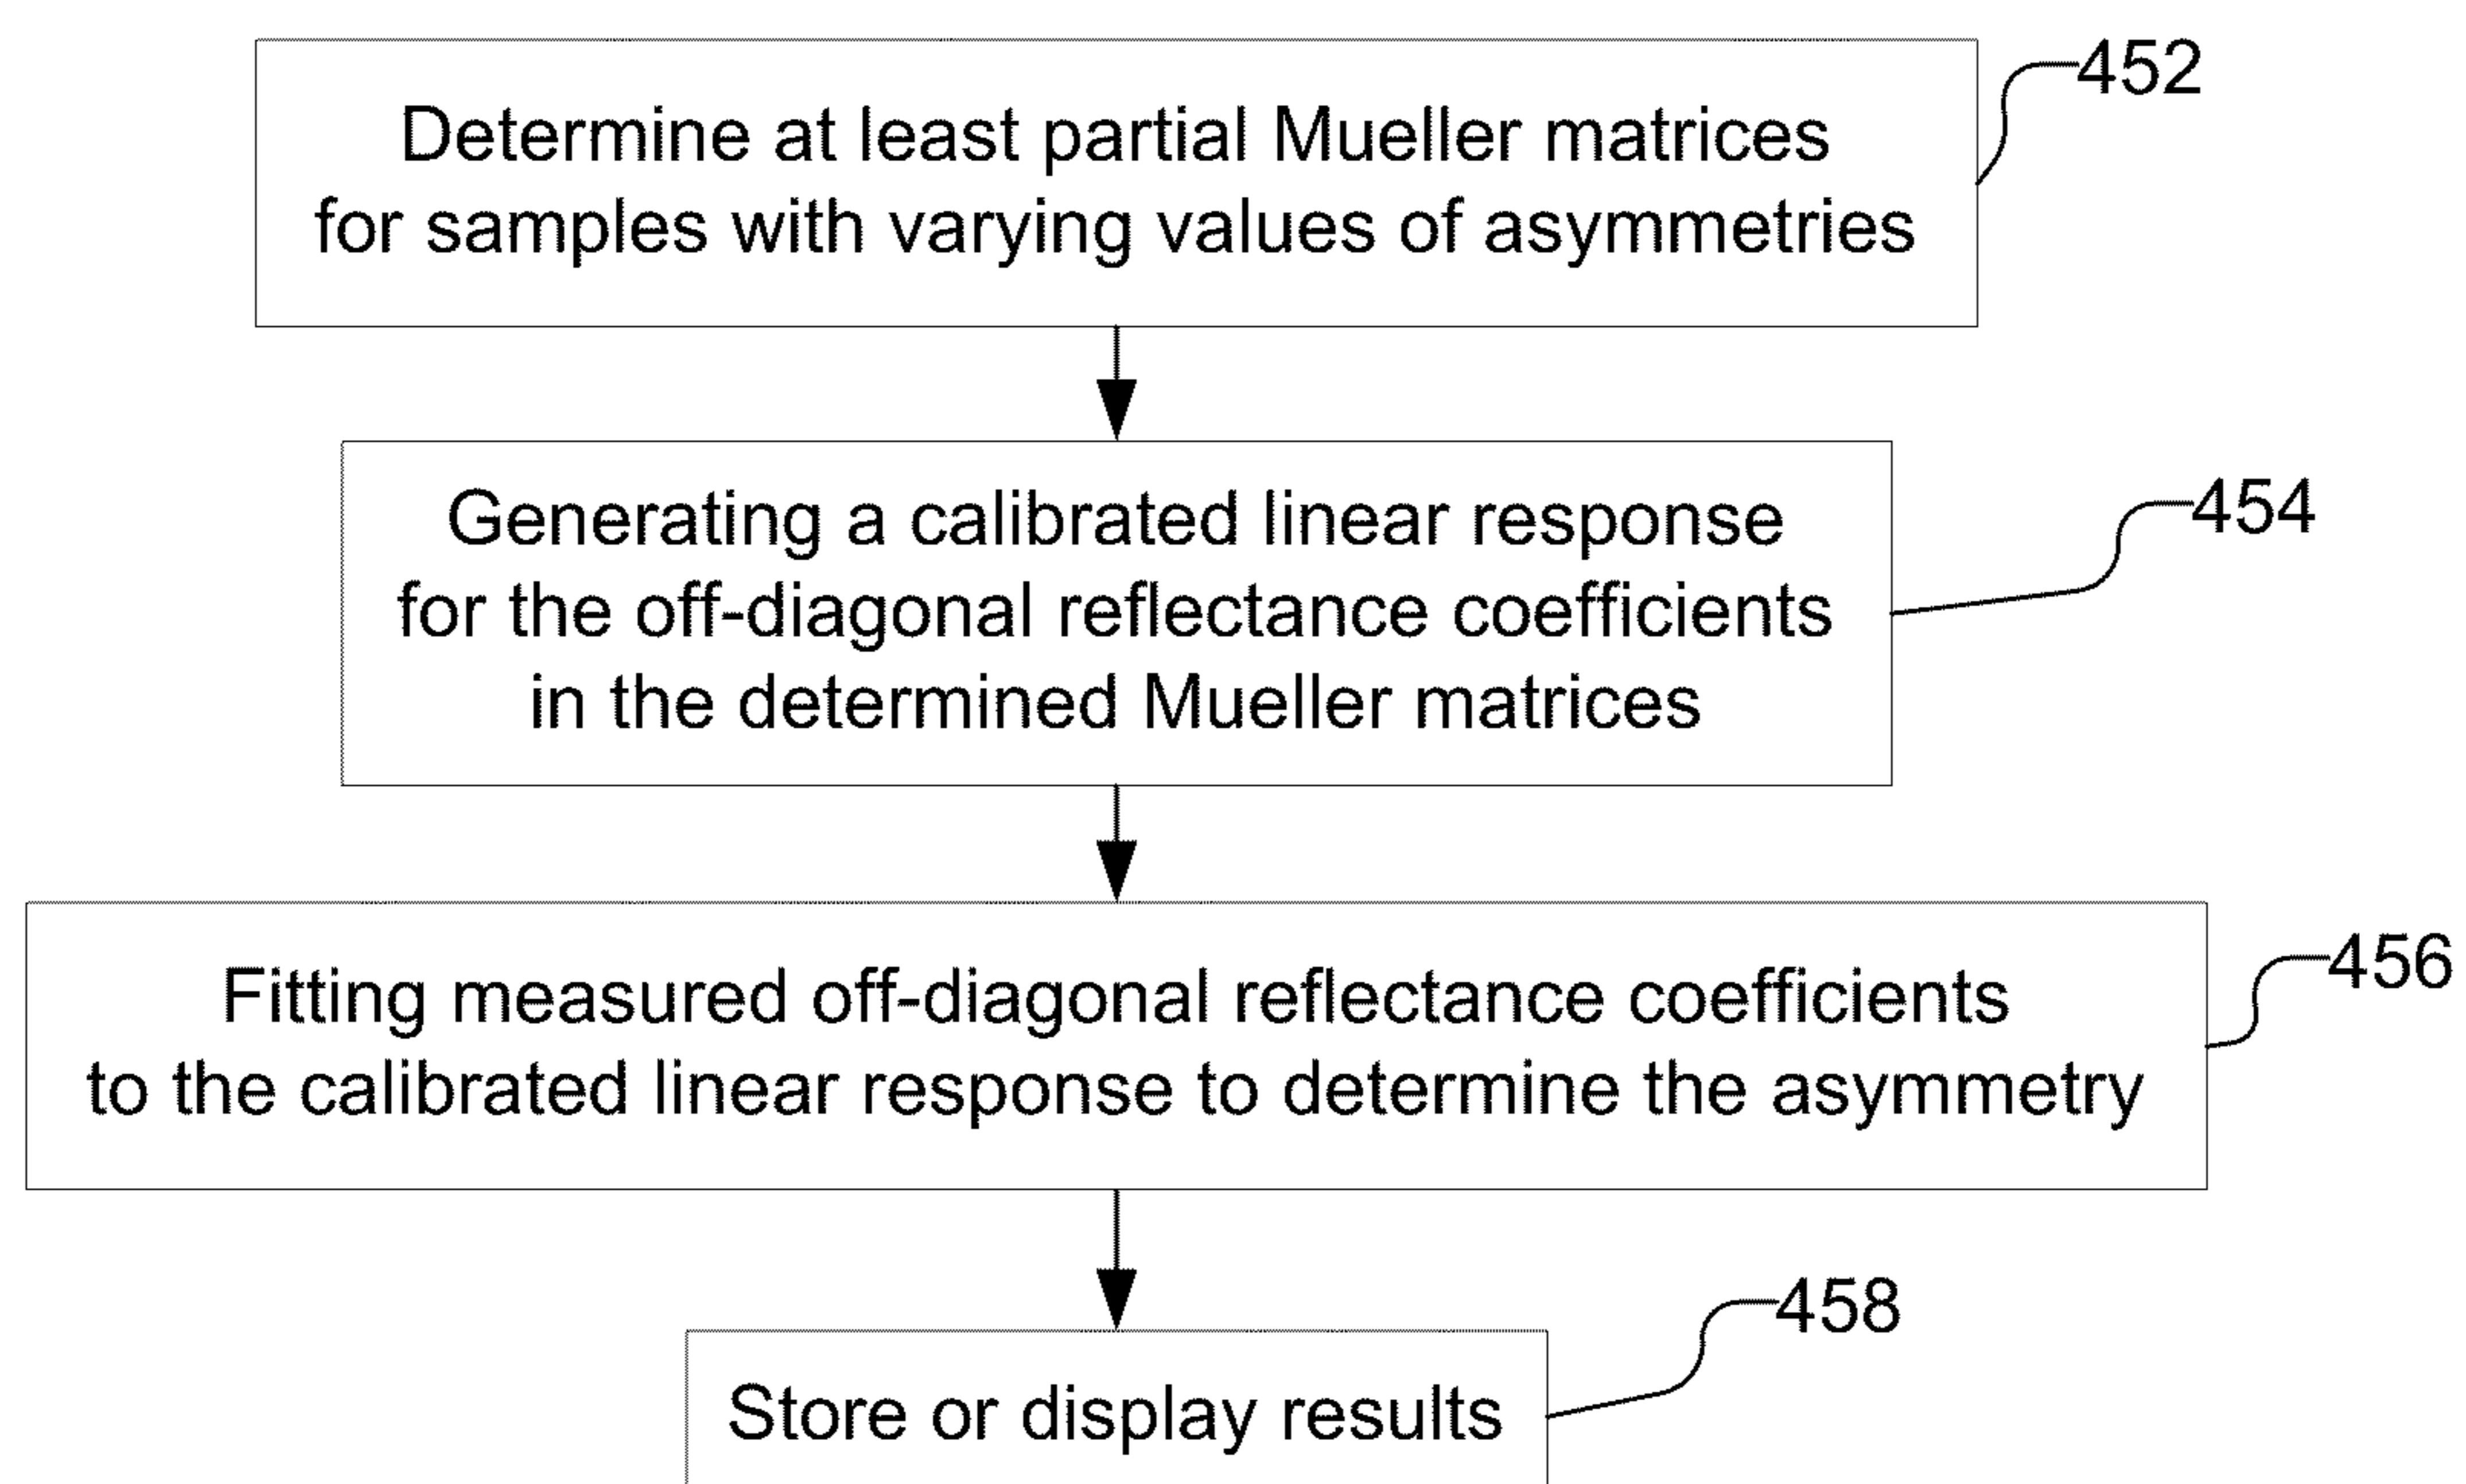 Determine at least partial Mueller matrices
for samples with varying values of asymmetries
452
Generating a calibrated linear response
for the off-diagonal reflectance coefficients
in the determined Mueller matrices
454
Fitting measured off-diagonal reflectance coefficients
to the calibrated linear response to determine the asymmetry
456
Store or display results
458